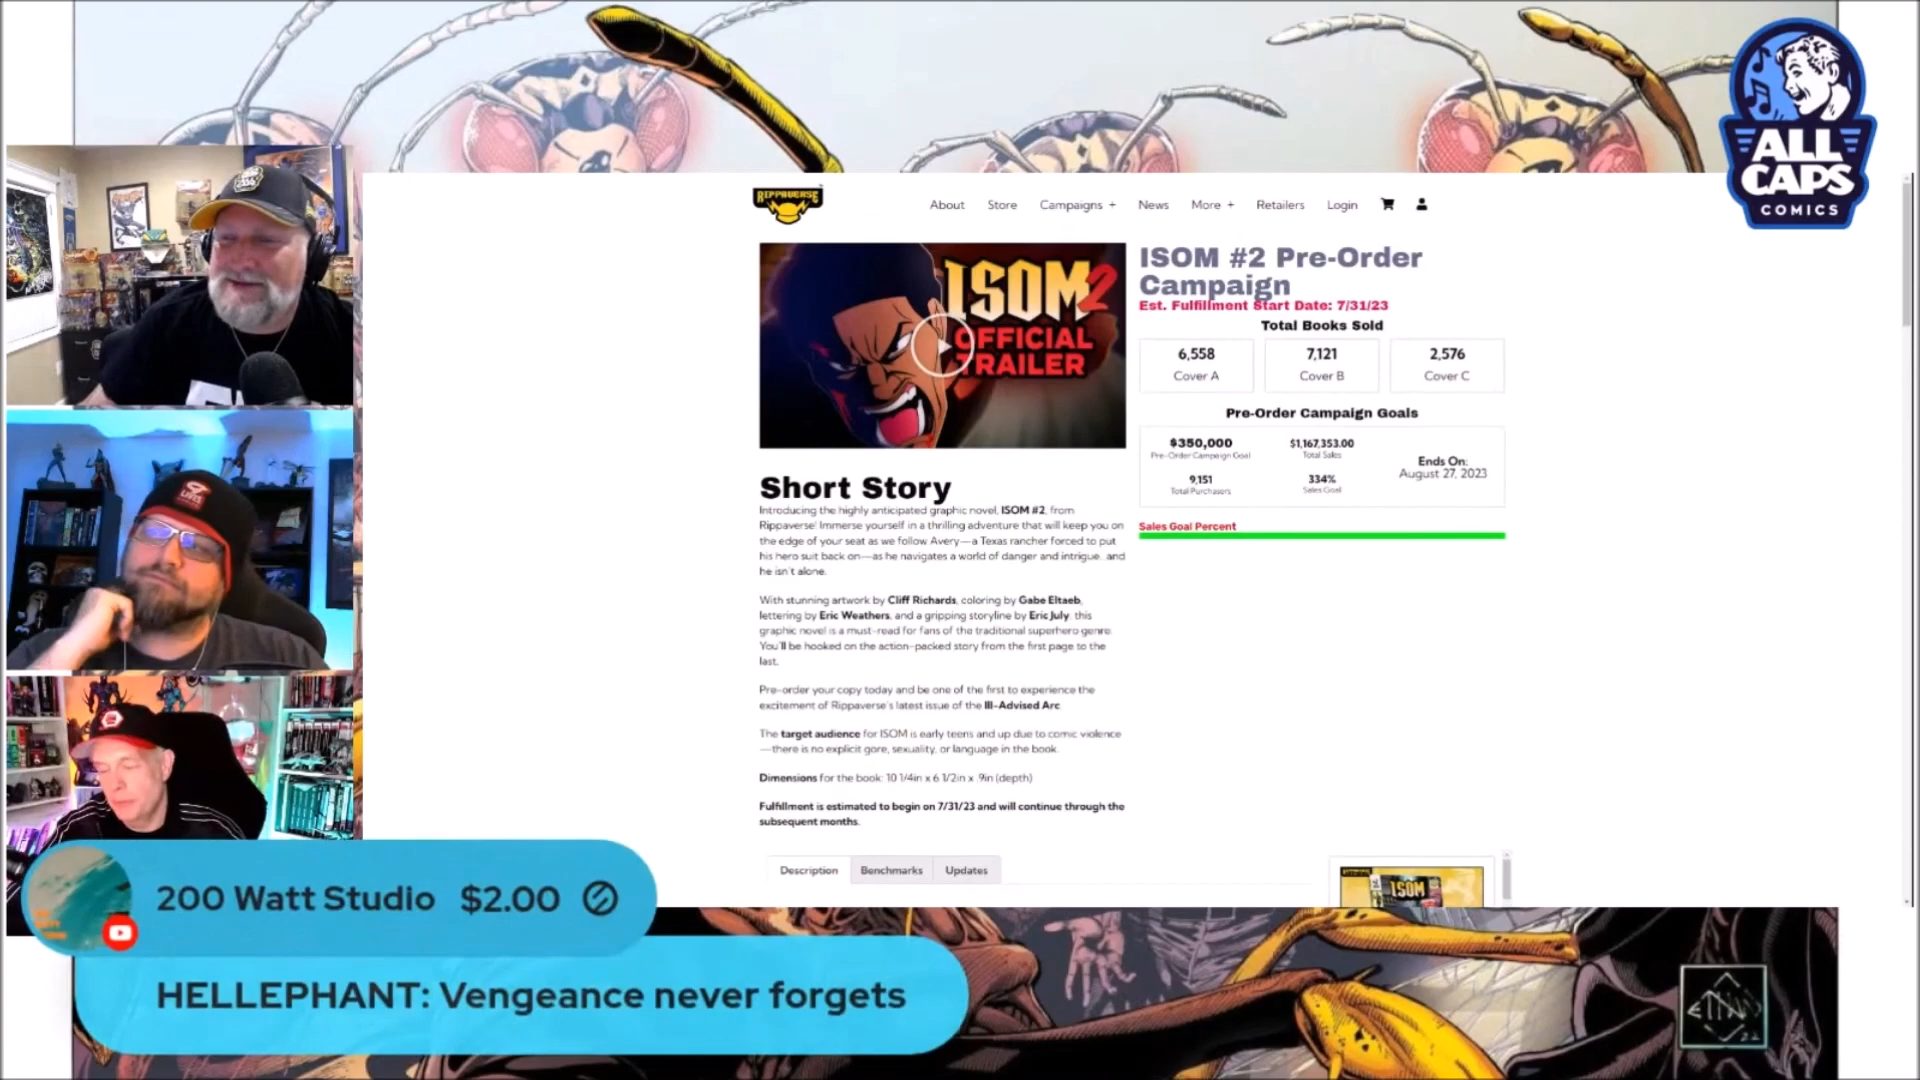 ALL
CAPS
COMICS
RIPPAVERSE
About Store Campaigns + News More + Retailers Login
ISOM 2
OFFICIAL
TRAILER
ISOM #2 Pre-Order
Campaign
Est. Fulfillment Start Date: 7/31/23
Total Books Sold
6,558 7,121 2,576
Cover A Cover B Cover C
Pre-Order Campaign Goals
$350,000 $1,167,353.00
Pre-Order Campaign Goal Total Sales
Ends On:
August 27, 2023
9,151 334%
Total Purchasers Sales Goal
Sales Goal Percent
Short Story
Introducing the highly anticipated graphic novel, ISOM #2, from
Rippaverse! Immerse yourself in a thrilling adventure that will keep you on
the edge of your seat as we follow Avery—a Texas rancher forced to put
his hero suit back on—as he navigates a world of danger and intrigue...and
he isn't alone.
With stunning artwork by Cliff Richards, coloring by Gabe Eltaeb,
lettering by Eric Weathers, and a gripping storyline by Eric July, this
graphic novel is a must-read for fans of the traditional superhero genre.
You'll be hooked on the action-packed story from the first page to the
last.
Pre-order your copy today and be one of the first to experience the
excitement of Rippaverse's latest issue of the Ill-Advised Arc.
The target audience for ISOM is early teens and up due to comic violence
—there is no explicit gore, sexuality, or language in the book.
Dimensions for the book: 10 1/4in x 6 1/2in x .9in (depth)
Fulfillment is estimated to begin on 7/31/23 and will continue through the
subsequent months.
Description Benchmarks Updates
ISOM
200 Watt Studio $2.00
HELLEPHANT: Vengeance never forgets
ETHAN